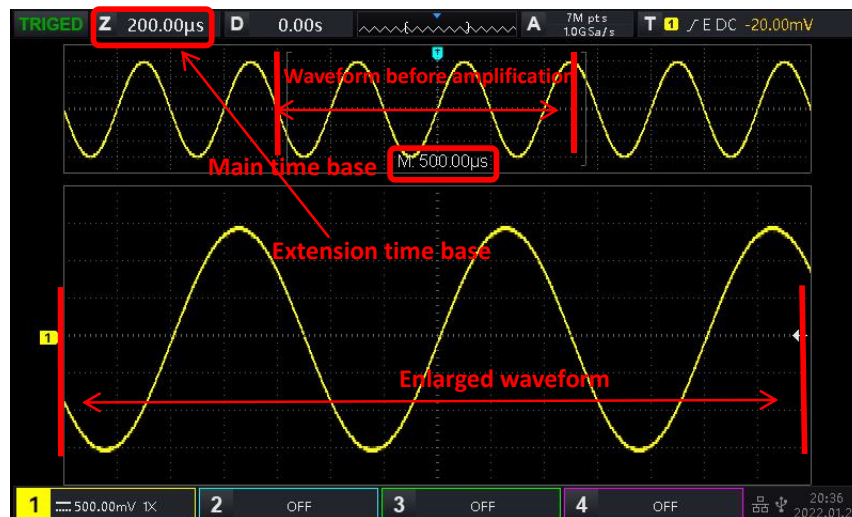 TRIGED Z 200.00µs D 0.00s A 7M pts 1.0GSa/s T 1 E DC -20.00mV
T
Waveform before amplification
Main time base M: 500.00µs
Extension time base
1
Enlarged waveform
1 500.00mV 1X 2 OFF 3 OFF 4 OFF 20:36
2022.01.2